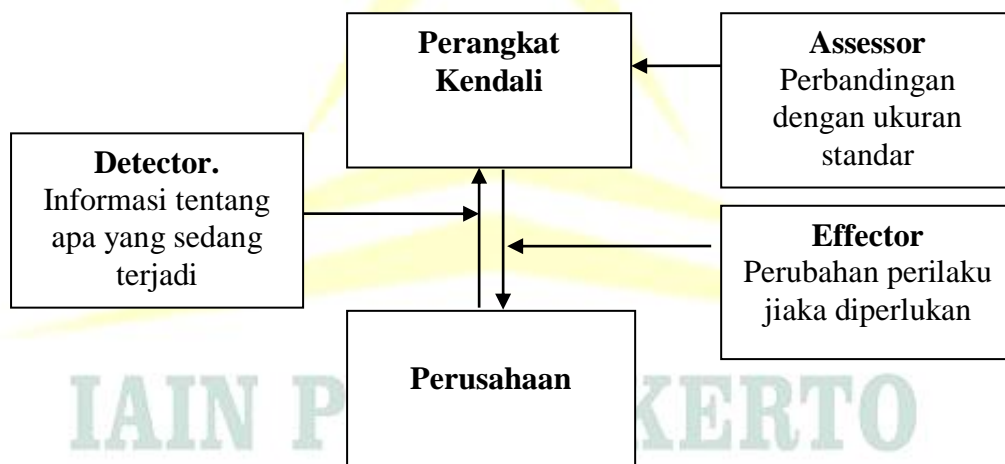 Perangkat
Kendali
Assessor
Perbandingan
dengan ukuran
standar
Detector.
Informasi tentang
apa yang sedang
terjadi
Effector
Perubahan perilaku
jiaka diperlukan
Perusahaan
IAIN P KERTO